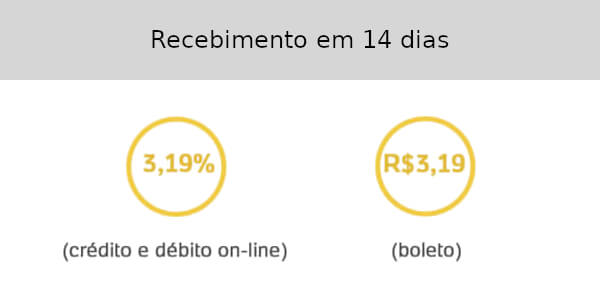 Recebimento em 14 dias
3,19% R$3,19
(crédito e débito on-line) (boleto)